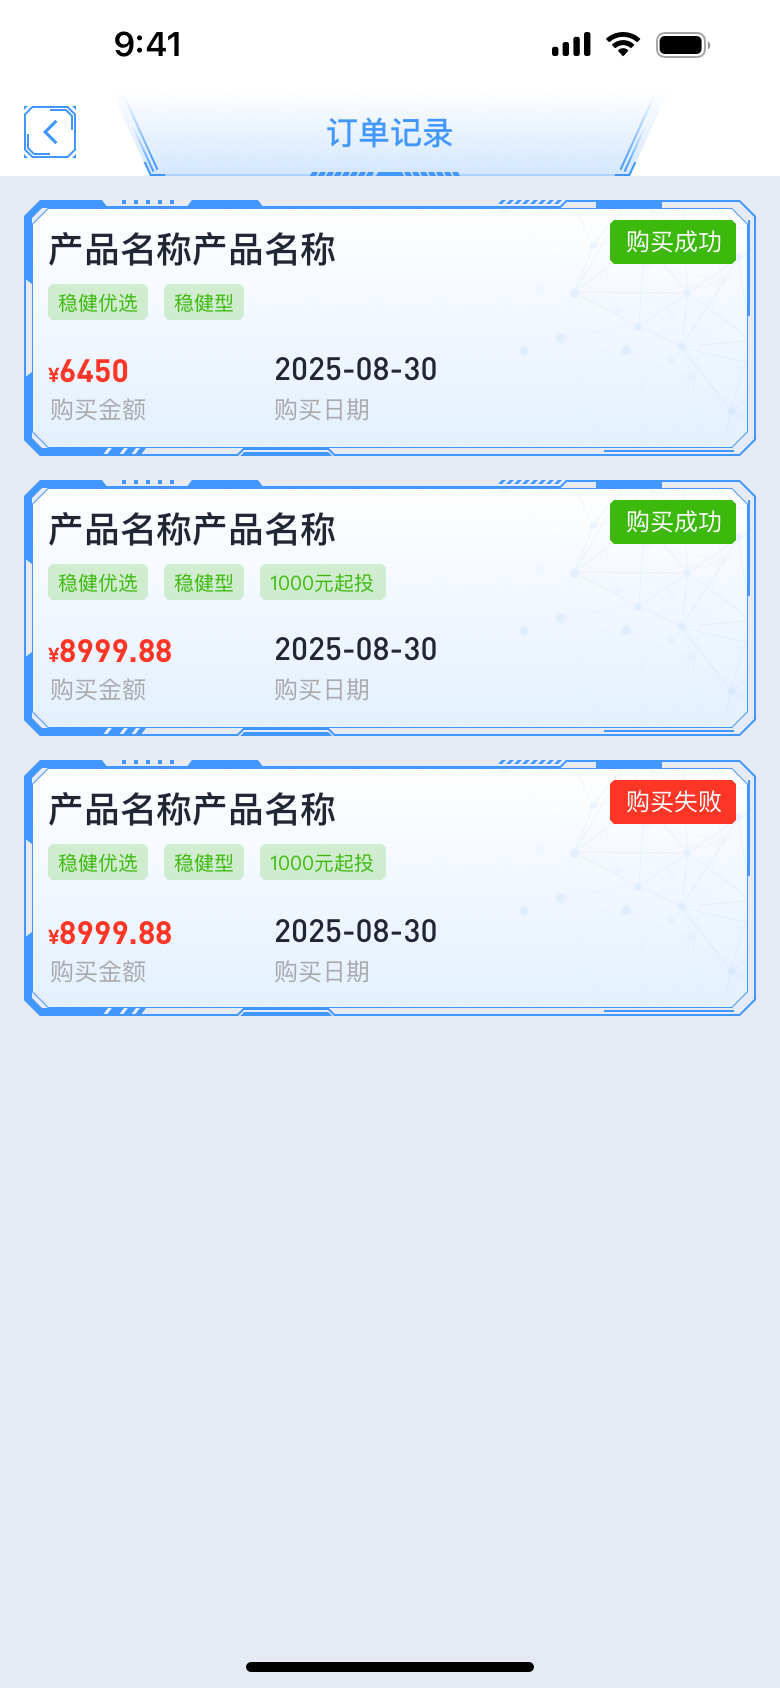 9:41
订单记录
产品名称产品名称
购买成功
稳健优选 稳健型
¥6450 2025-08-30
购买金额 购买日期
产品名称产品名称
购买成功
稳健优选 稳健型 1000元起投
¥8999.88 2025-08-30
购买金额 购买日期
产品名称产品名称
购买失败
稳健优选 稳健型 1000元起投
¥8999.88 2025-08-30
购买金额 购买日期